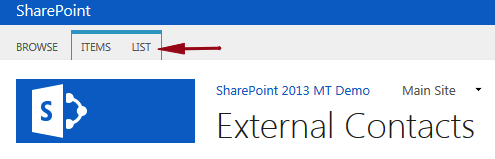 SharePoint
BROWSE ITEMS LIST
SharePoint 2013 MT Demo Main Site
External Contacts